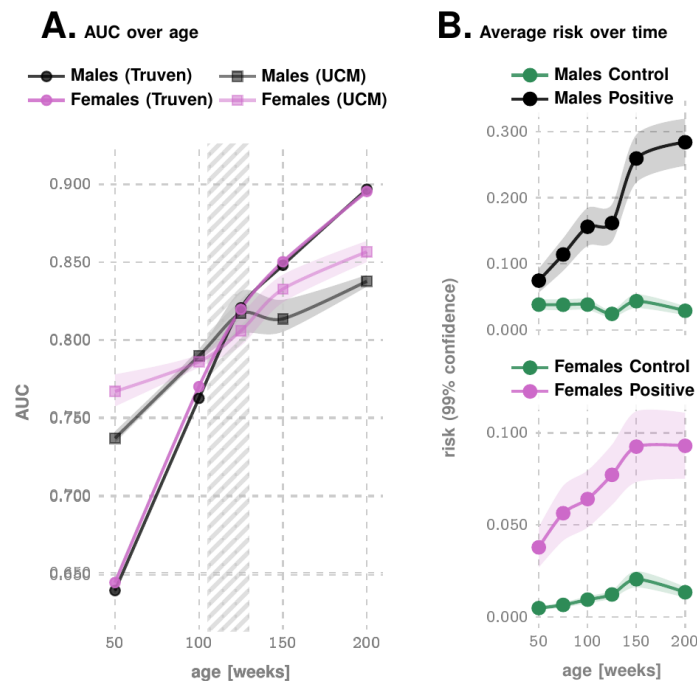 A. AUC over age
Males (Truven)
Males (UCM)
Females (Truven)
Females (UCM)
0.900
0.850
0.800
0.750
0.700
0.650
AUC
50
100
150
200
age [weeks]
B. Average risk over time
Males Control
Males Positive
0.300
0.200
0.100
0.000
risk (99% confidence)
Females Control
Females Positive
0.100
0.050
0.000
50
100
150
200
age [weeks]